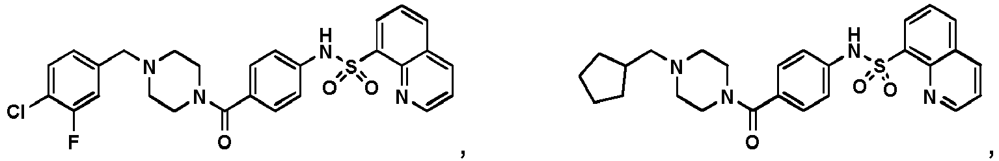 H H
N N
N S N S
O O O O
N N N N
Cl
F O , O ,